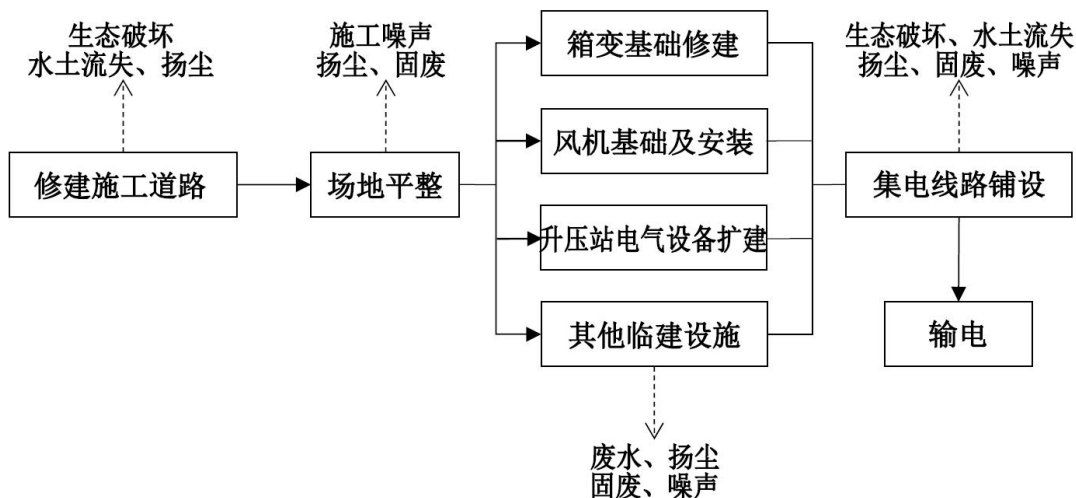 生态破坏
水土流失、扬尘
施工噪声
扬尘、固废
箱变基础修建
生态破坏、水土流失
扬尘、固废、噪声
风机基础及安装
修建施工道路
场地平整
集电线路铺设
升压站电气设备扩建
其他临建设施
输电
废水、扬尘
固废、噪声